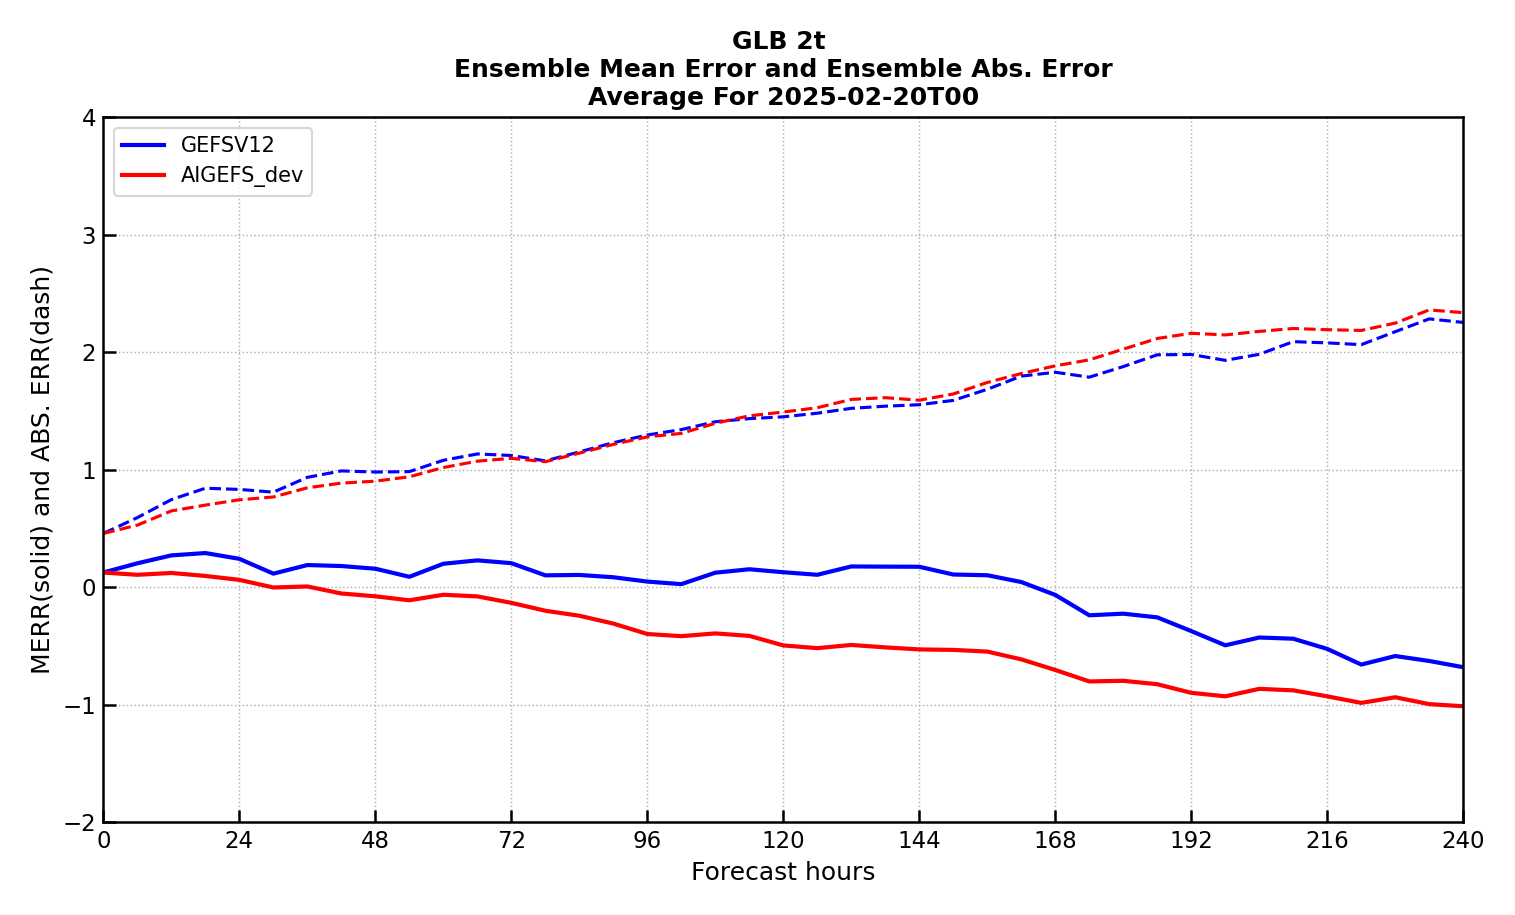 GLB 2t
Ensemble Mean Error and Ensemble Abs. Error
Average For 2025-02-20T00
GEFSV12
AIGEFS_dev
MERR(solid) and ABS. ERR(dash)
4
3
2
1
0
−1
−2
0 24 48 72 96 120 144 168 192 216 240
Forecast hours